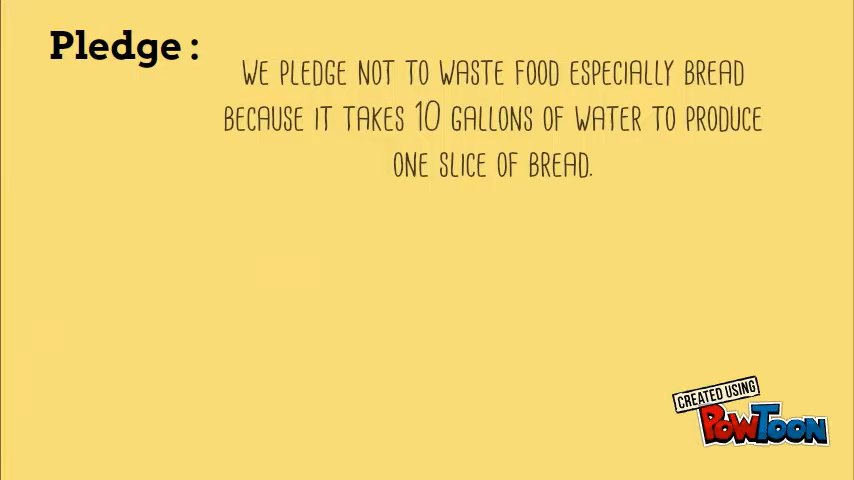 Pledge :
WE PLEDGE NOT TO WASTE FOOD ESPECIALLY BREAD
BECAUSE IT TAKES 10 GALLONS OF WATER TO PRODUCE
ONE SLICE OF BREAD.
CREATED USING
POWTOON